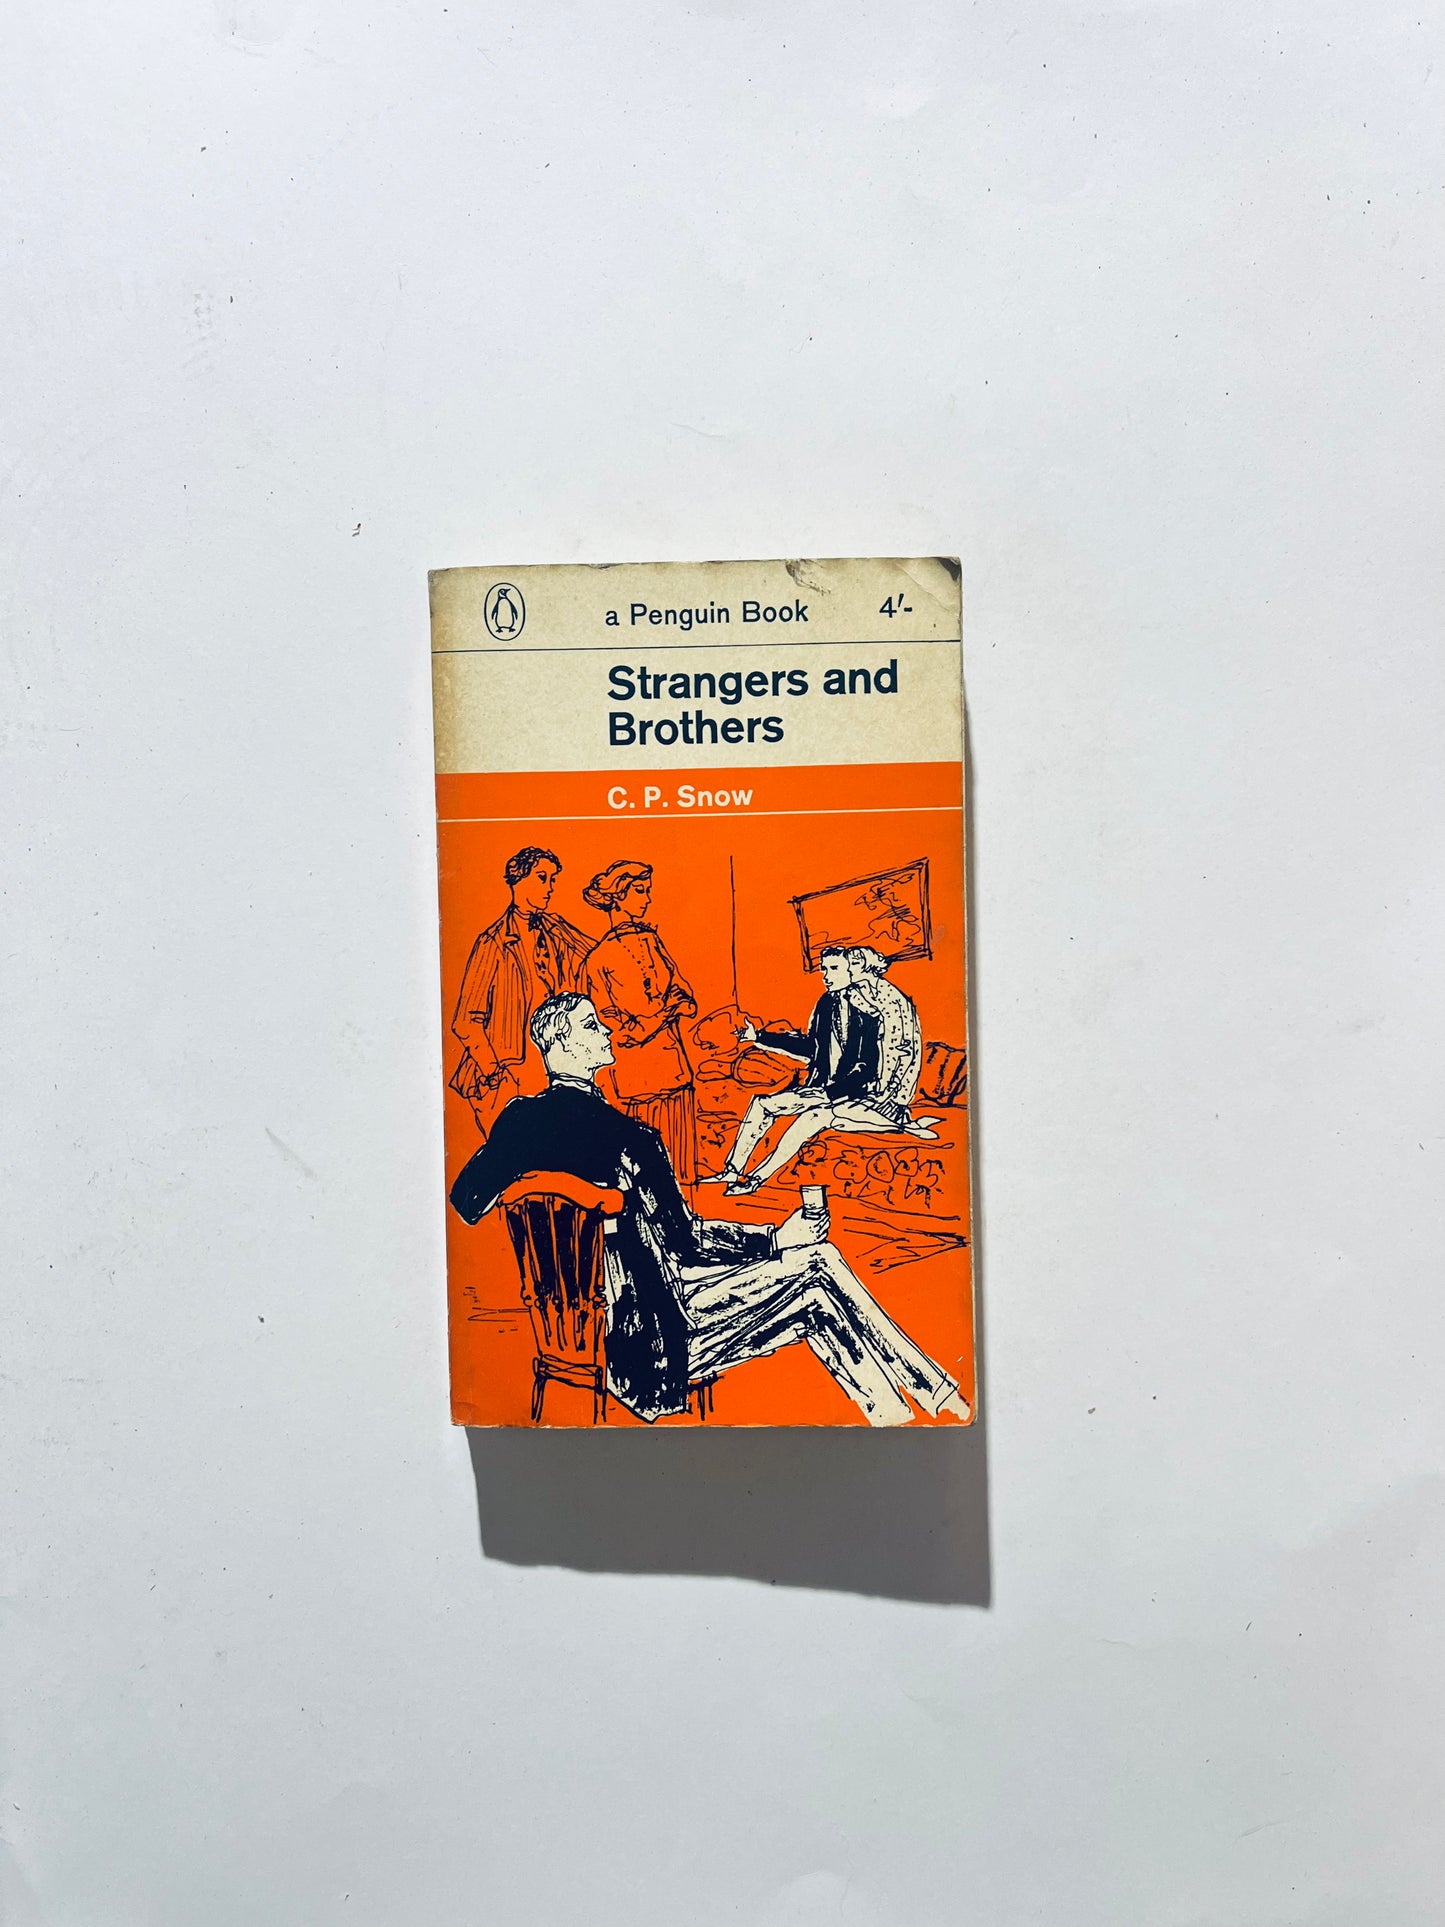 a Penguin Book 4'-
Strangers and
Brothers
C. P. Snow